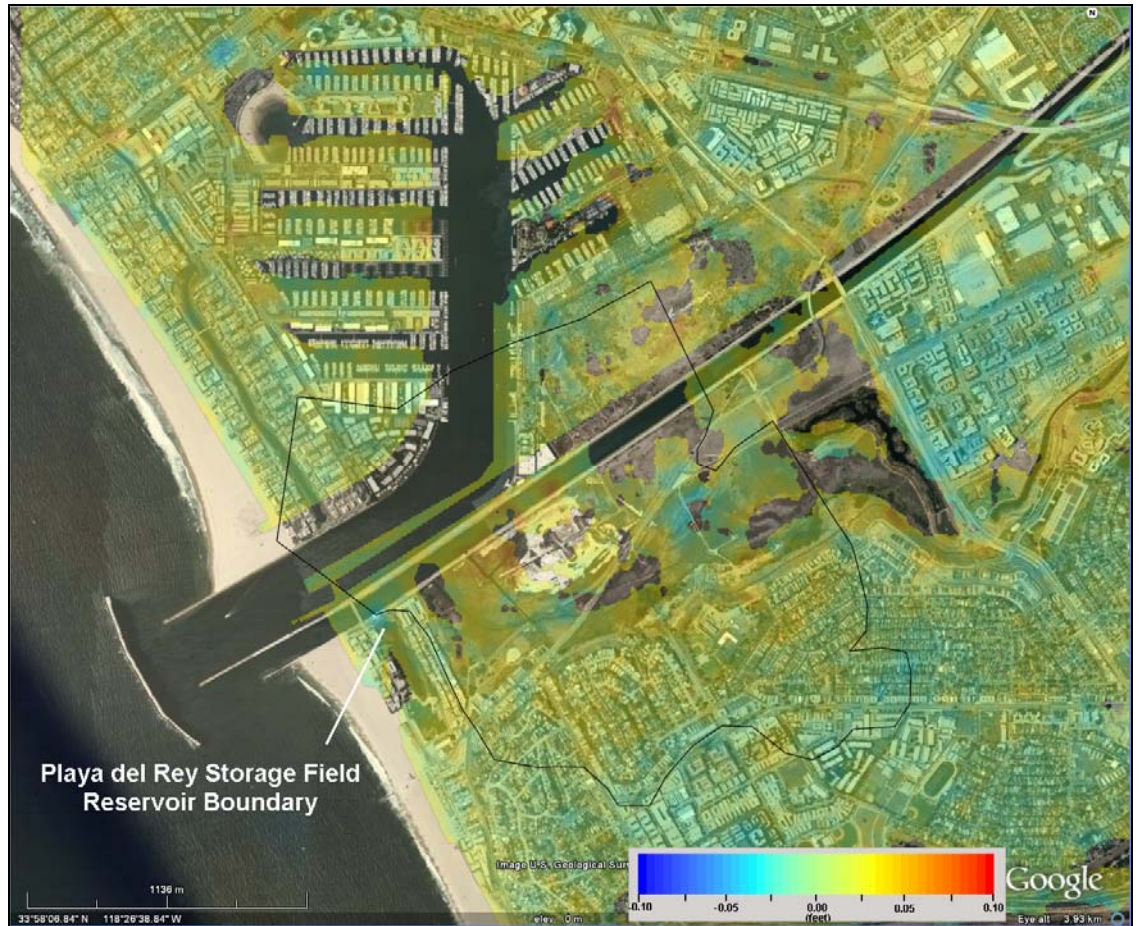 N
Playa del Rey Storage Field
Reservoir Boundary
Image U.S. Geological Surv
Google
-0.10 -0.05 0.00 0.05 0.10
(feet)
1136 m
33°58'06.84" N 118°26'38.84" W
elev 0 m
Eye alt 3.93 km